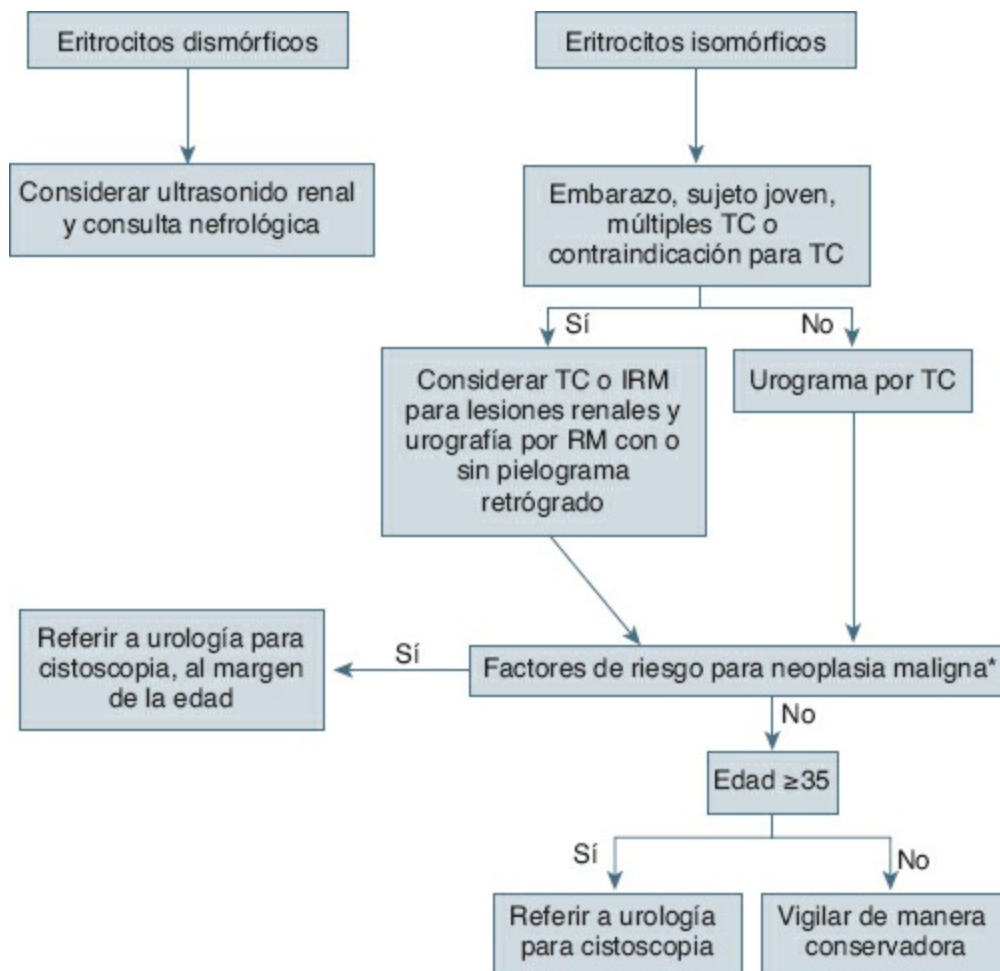 Eritrocitos dismórficos
Eritrocitos isomórficos
Considerar ultrasonido renal
y consulta nefrológica
Embarazo, sujeto joven,
múltiples TC o
contraindicación para TC
Sí
No
Considerar TC o IRM
para lesiones renales y
urografía por RM con o
sin pielograma
retrógrado
Urograma por TC
Referir a urología para
cistoscopia, al margen
de la edad
Sí
Factores de riesgo para neoplasia maligna*
No
Edad ≥35
Sí
No
Referir a urología
para cistoscopia
Vigilar de manera
conservadora